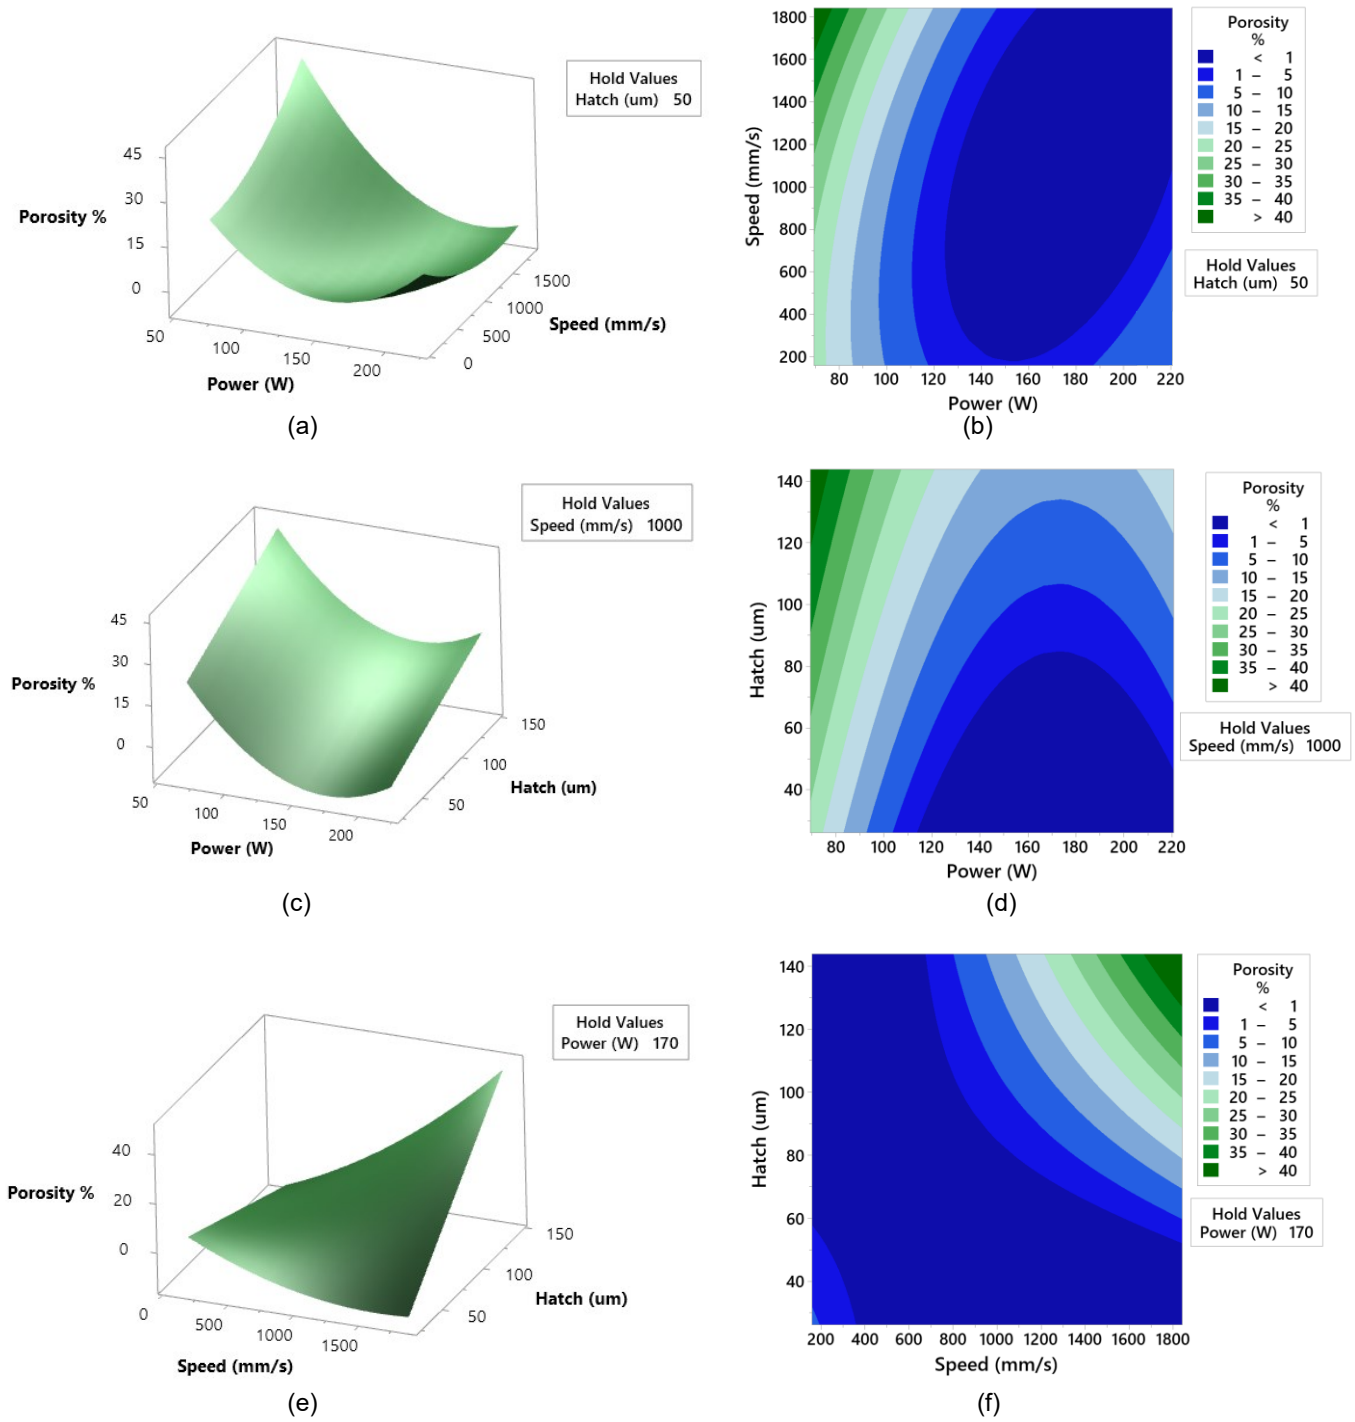 Hold Values
Hatch (um) 50
45
30
15
0
Porosity %
50
100
150
200
Power (W)
0
500
1000
1500
Speed (mm/s)
(a)
1800
1600
1400
1200
1000
800
600
400
200
Speed (mm/s)
80 100 120 140 160 180 200 220
Power (W)
Porosity
%
< 1
1 – 5
5 – 10
10 – 15
15 – 20
20 – 25
25 – 30
30 – 35
35 – 40
> 40
Hold Values
Hatch (um) 50
(b)
Hold Values
Speed (mm/s) 1000
45
30
15
0
Porosity %
50
100
150
200
Power (W)
50
100
150
Hatch (um)
(c)
140
120
100
80
60
40
Hatch (um)
80 100 120 140 160 180 200 220
Power (W)
Porosity
%
< 1
1 – 5
5 – 10
10 – 15
15 – 20
20 – 25
25 – 30
30 – 35
35 – 40
> 40
Hold Values
Speed (mm/s) 1000
(d)
Hold Values
Power (W) 170
40
20
0
Porosity %
0
500
1000
1500
Speed (mm/s)
50
100
150
Hatch (um)
(e)
140
120
100
80
60
40
Hatch (um)
200 400 600 800 1000 1200 1400 1600 1800
Speed (mm/s)
Porosity
%
< 1
1 – 5
5 – 10
10 – 15
15 – 20
20 – 25
25 – 30
30 – 35
35 – 40
> 40
Hold Values
Power (W) 170
(f)